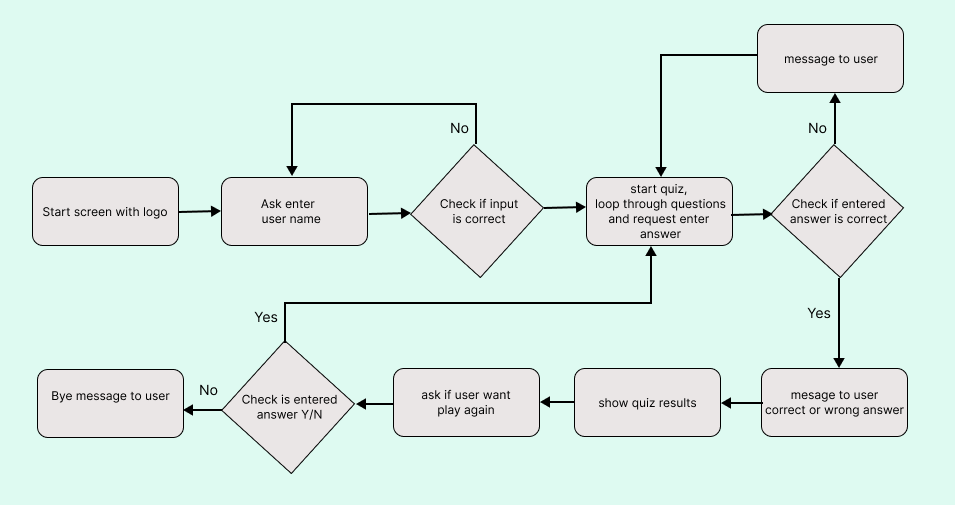 message to user
No
No
Start screen with logo
Ask enter
user name
Check if input
is correct
start quiz,
loop through questions
and request enter
answer
Check if entered
answer is correct
Yes
Yes
Bye message to user
No
Check is entered
answer Y/N
ask if user want
play again
show quiz results
mesage to user
correct or wrong answer